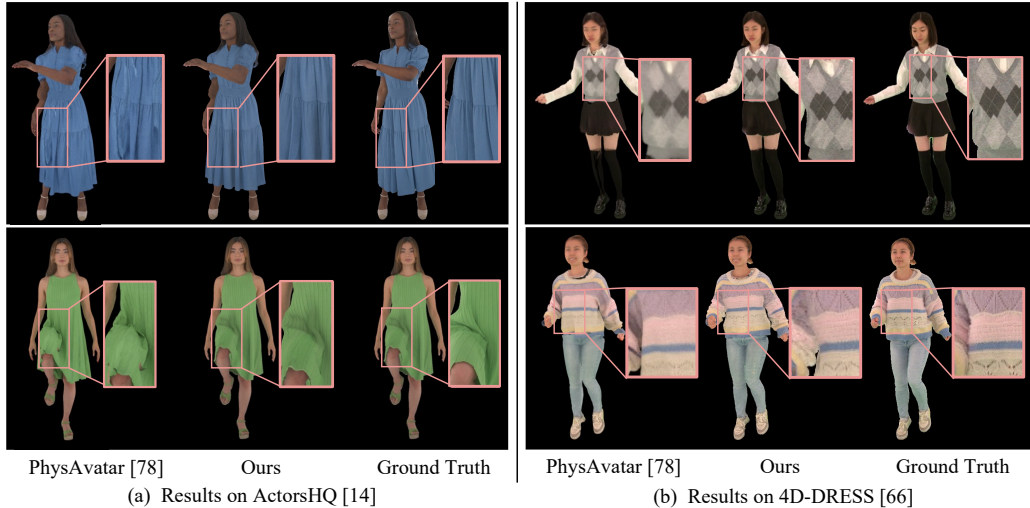 PhysAvatar [78] Ours Ground Truth
(a) Results on ActorsHQ [14]
PhysAvatar [78] Ours Ground Truth
(b) Results on 4D-DRESS [66]